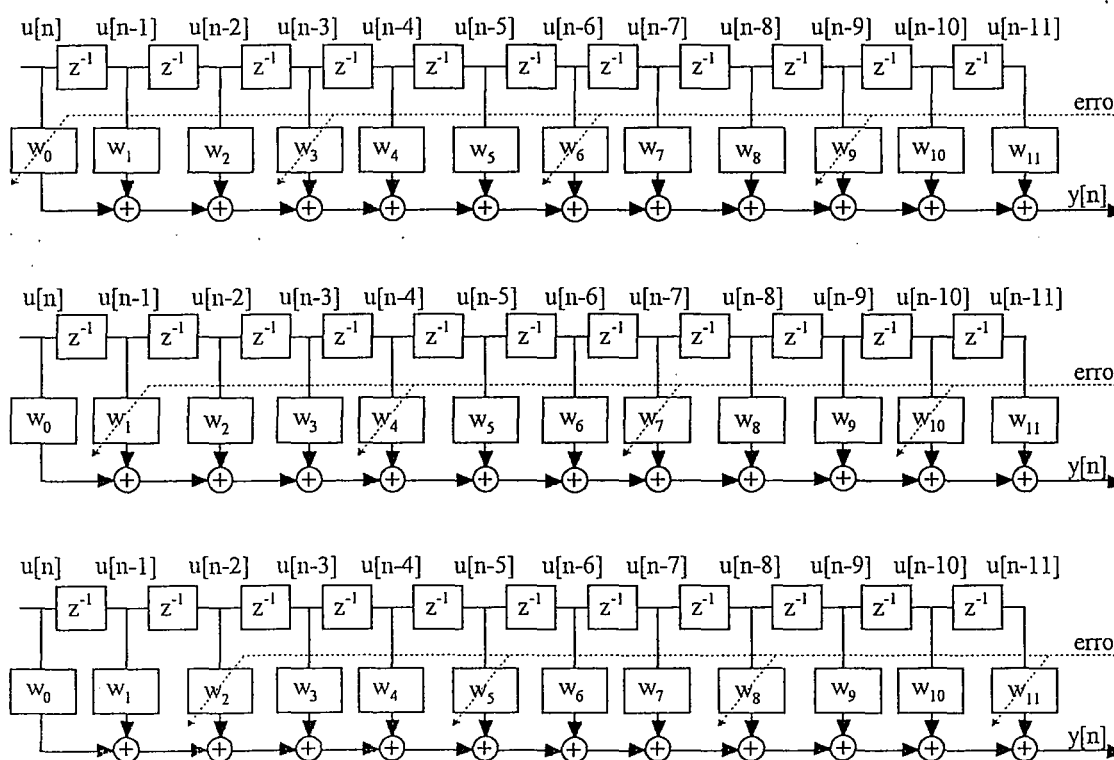 u[n] u[n-1] u[n-2] u[n-3] u[n-4] u[n-5] u[n-6] u[n-7] u[n-8] u[n-9] u[n-10] u[n-11]
z⁻¹ z⁻¹ z⁻¹ z⁻¹ z⁻¹ z⁻¹ z⁻¹ z⁻¹ z⁻¹ z⁻¹ z⁻¹
erro
w₀ w₁ w₂ w₃ w₄ w₅ w₆ w₇ w₈ w₉ w₁₀ w₁₁
y[n]
+ + + + + + + + + + +
u[n] u[n-1] u[n-2] u[n-3] u[n-4] u[n-5] u[n-6] u[n-7] u[n-8] u[n-9] u[n-10] u[n-11]
z⁻¹ z⁻¹ z⁻¹ z⁻¹ z⁻¹ z⁻¹ z⁻¹ z⁻¹ z⁻¹ z⁻¹ z⁻¹
erro
w₀ w₁ w₂ w₃ w₄ w₅ w₆ w₇ w₈ w₉ w₁₀ w₁₁
y[n]
+ + + + + + + + + + +
u[n] u[n-1] u[n-2] u[n-3] u[n-4] u[n-5] u[n-6] u[n-7] u[n-8] u[n-9] u[n-10] u[n-11]
z⁻¹ z⁻¹ z⁻¹ z⁻¹ z⁻¹ z⁻¹ z⁻¹ z⁻¹ z⁻¹ z⁻¹ z⁻¹
erro
w₀ w₁ w₂ w₃ w₄ w₅ w₆ w₇ w₈ w₉ w₁₀ w₁₁
y[n]
+ + + + + + + + + + +